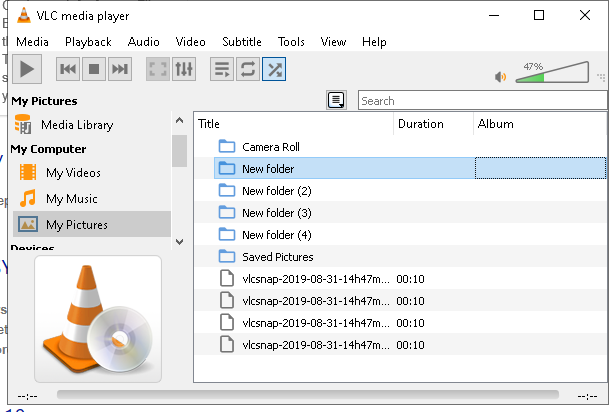 VLC media player
Media Playback Audio Video Subtitle Tools View Help
47%
My Pictures
Media Library
My Computer
My Videos
My Music
My Pictures
Devices
Search
Title Duration Album
Camera Roll
New folder
New folder (2)
New folder (3)
New folder (4)
Saved Pictures
vlcsnap-2019-08-31-14h47m... 00:10
vlcsnap-2019-08-31-14h47m... 00:10
vlcsnap-2019-08-31-14h47m... 00:10
vlcsnap-2019-08-31-14h47m... 00:10
--:-- --:--